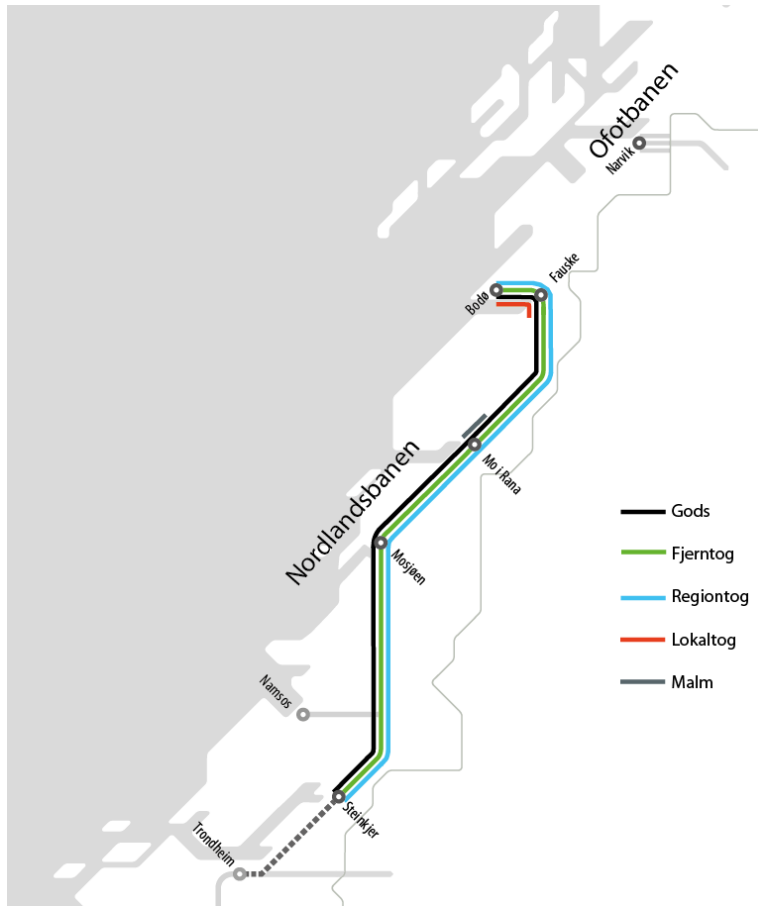 Ofotbanen
Narvik
Fauske
Bodø
Mo i Rana
Nordlandsbanen
Mosjøen
Namsos
Steinkjer
Trondheim
Gods
Fjerntog
Regiontog
Lokaltog
Malm